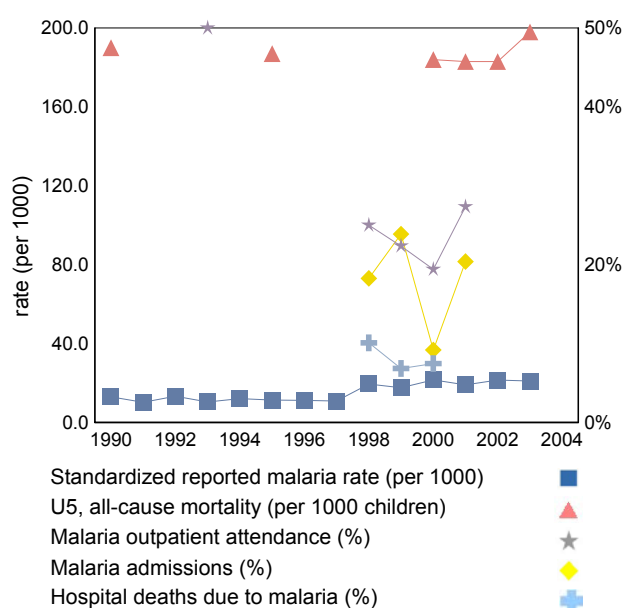 200.0
160.0
120.0
80.0
40.0
0.0
rate (per 1000)
50%
40%
20%
0%
1990 1992 1994 1996 1998 2000 2002 2004
Standardized reported malaria rate (per 1000)
U5, all-cause mortality (per 1000 children)
Malaria outpatient attendance (%)
Malaria admissions (%)
Hospital deaths due to malaria (%)